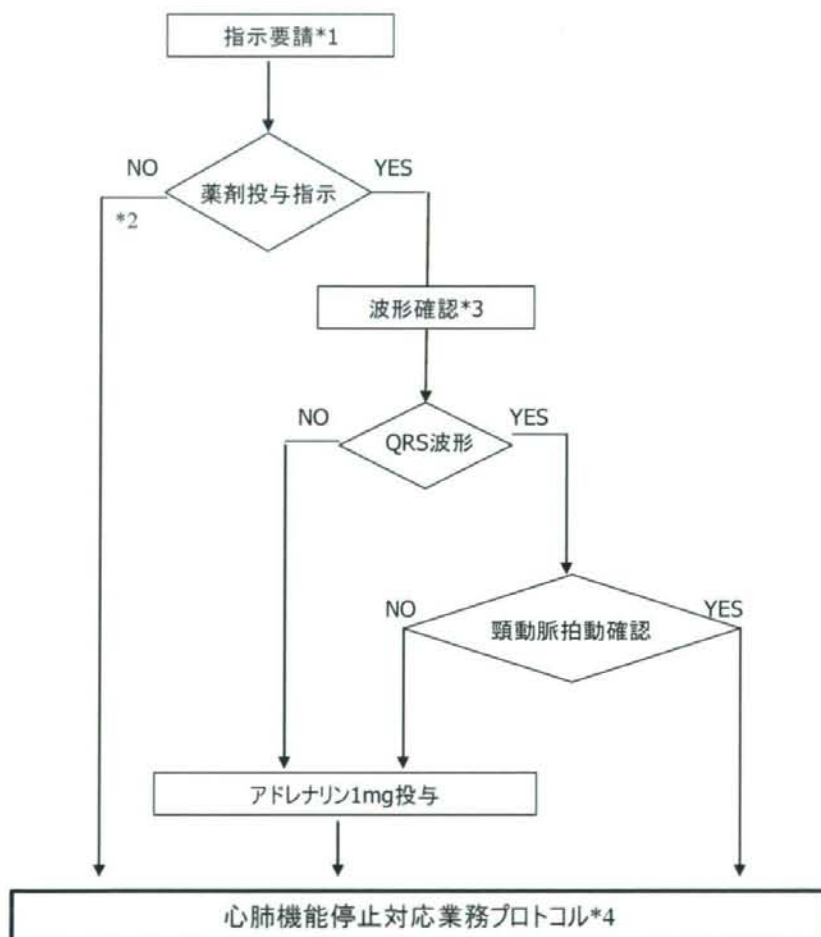 指示要請*1
NO
YES
薬剤投与指示
*2
波形確認*3
NO
YES
QRS波形
NO
YES
頸動脈拍動確認
アドレナリン1mg投与
心肺機能停止対応業務プロトコル*4